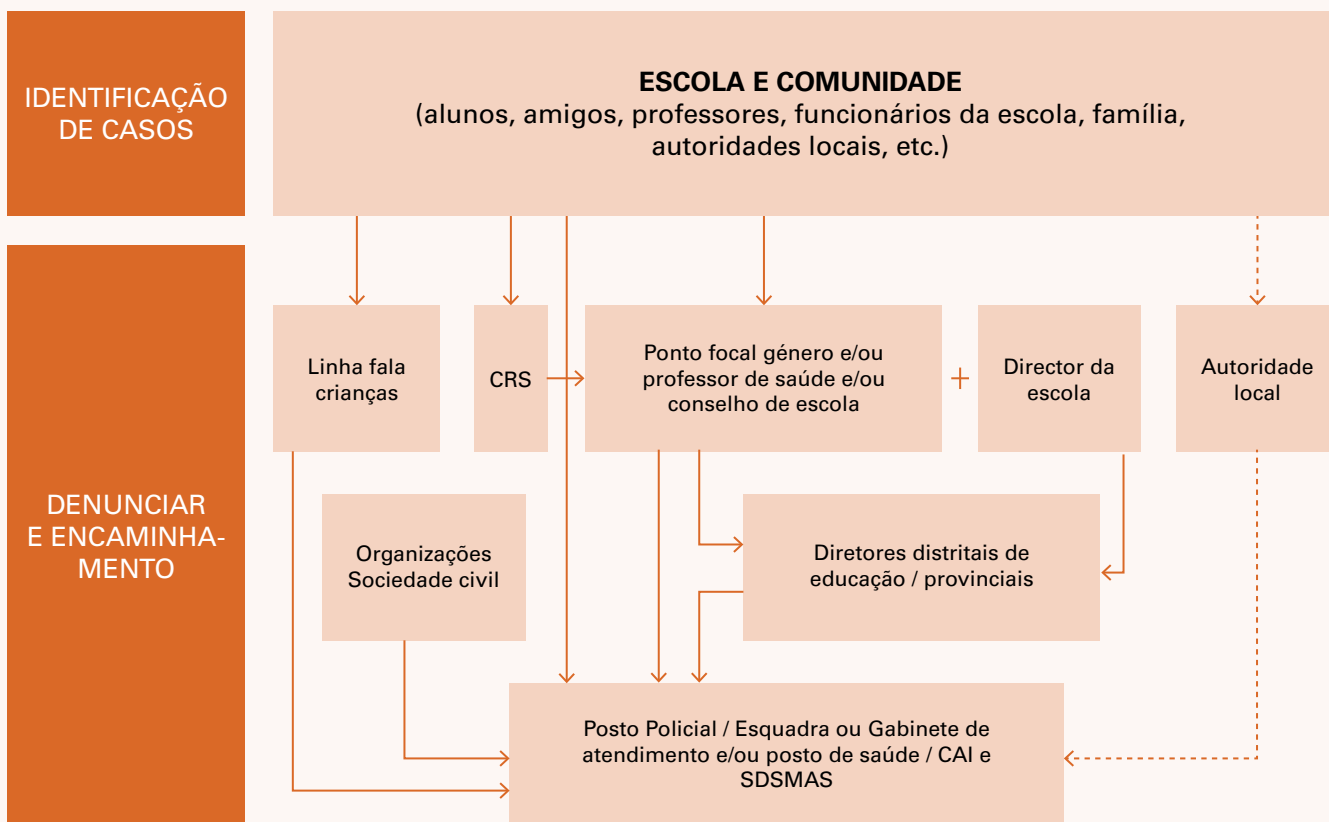 IDENTIFICAÇÃO
DE CASOS
ESCOLA E COMUNIDADE
(alunos, amigos, professores, funcionários da escola, família,
autoridades locais, etc.)
DENUNCIAR
E ENCAMINHA-
MENTO
Linha fala
crianças
CRS
Ponto focal género e/ou
professor de saúde e/ou
conselho de escola
+
Director da
escola
Autoridade
local
Organizações
Sociedade civil
Diretores distritais de
educação / provinciais
Posto Policial / Esquadra ou Gabinete de
atendimento e/ou posto de saúde / CAI e
SDSMAS